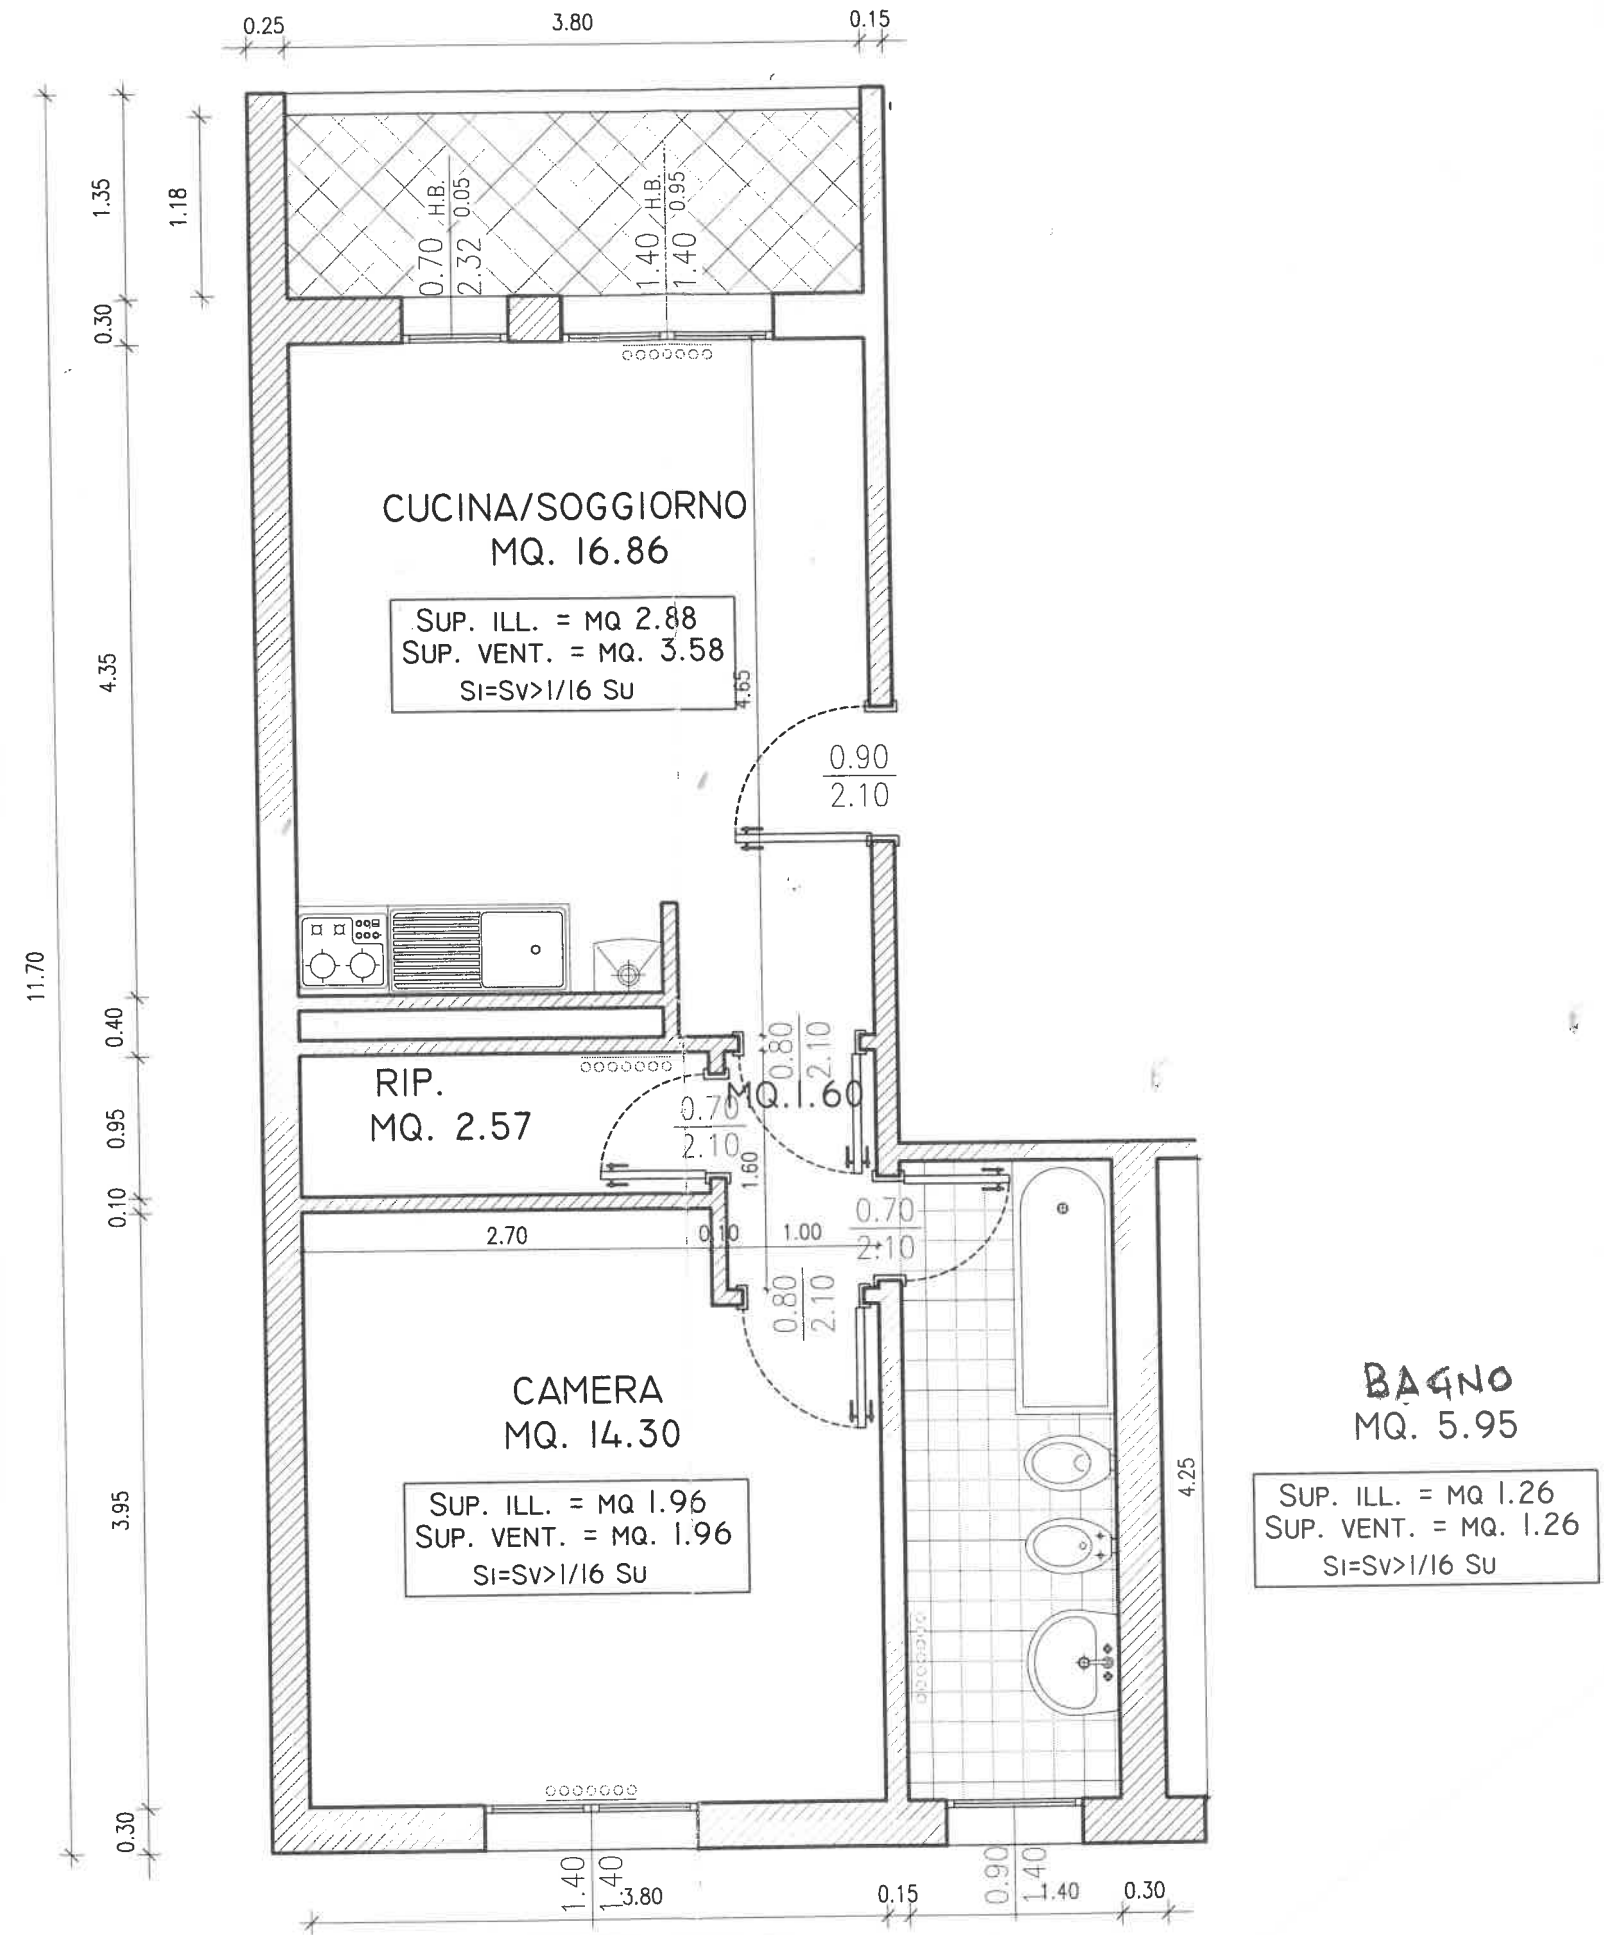 0.25
3.80
0.15
11.70
1.35
1.18
0.30
4.35
0.40
0.95
0.10
3.95
0.30
0.70
2.32
H.B.
0.05
1.40
1.40
H.B.
0.95
CUCINA/SOGGIORNO
MQ. 16.86
SUP. ILL. = MQ 2.88
SUP. VENT. = MQ. 3.58
SI=SV>1/16 SU
4.65
0.90
2.10
0.80
2.10
RIP.
MQ. 2.57
MQ.1.60
0.70
2.10
1.60
2.70
0.10
1.00
0.70
2.10
0.80
2.10
CAMERA
MQ. 14.30
SUP. ILL. = MQ 1.96
SUP. VENT. = MQ. 1.96
SI=SV>1/16 SU
4.25
BAGNO
MQ. 5.95
SUP. ILL. = MQ 1.26
SUP. VENT. = MQ. 1.26
SI=SV>1/16 SU
1.40
1.40
3.80
0.15
0.90
1.40
1.40
0.30